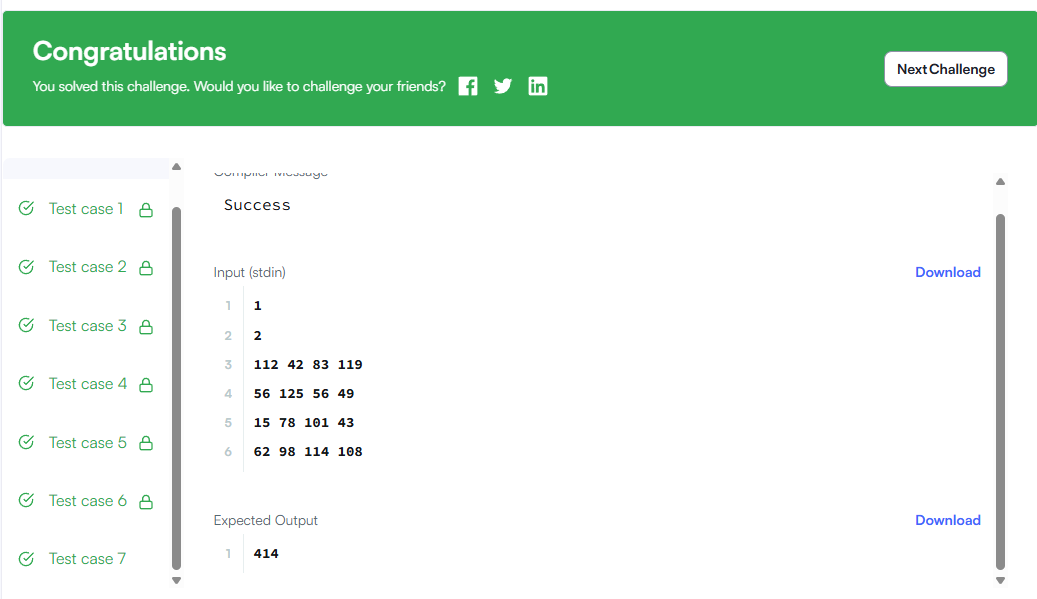 Congratulations
You solved this challenge. Would you like to challenge your friends?
Next Challenge
Test case 1
Test case 2
Test case 3
Test case 4
Test case 5
Test case 6
Test case 7
Compiler Message
Success
Input (stdin)
Download
1 1
2 2
3 112 42 83 119
4 56 125 56 49
5 15 78 101 43
6 62 98 114 108
Expected Output
Download
1 414